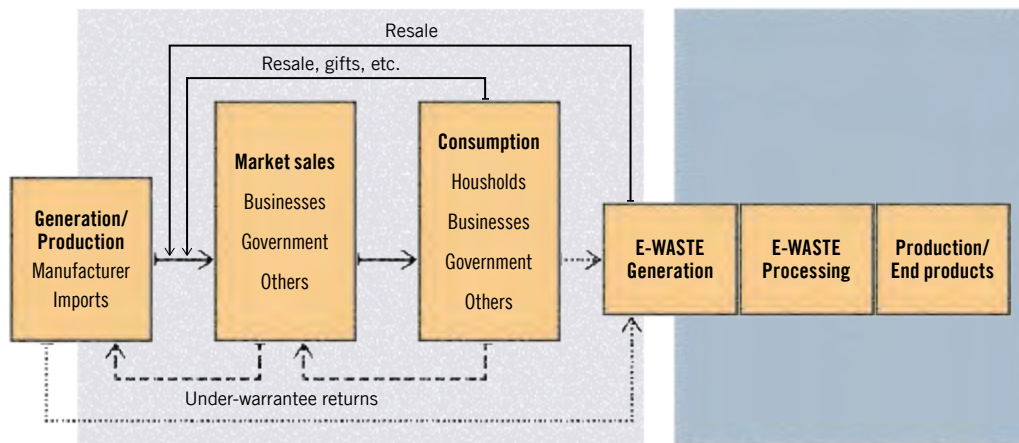 Resale
Resale, gifts, etc.
Generation/
Production
Manufacturer
Imports
Market sales
Businesses
Government
Others
Consumption
Housholds
Businesses
Government
Others
E-WASTE
Generation
E-WASTE
Processing
Production/
End products
Under-warrantee returns